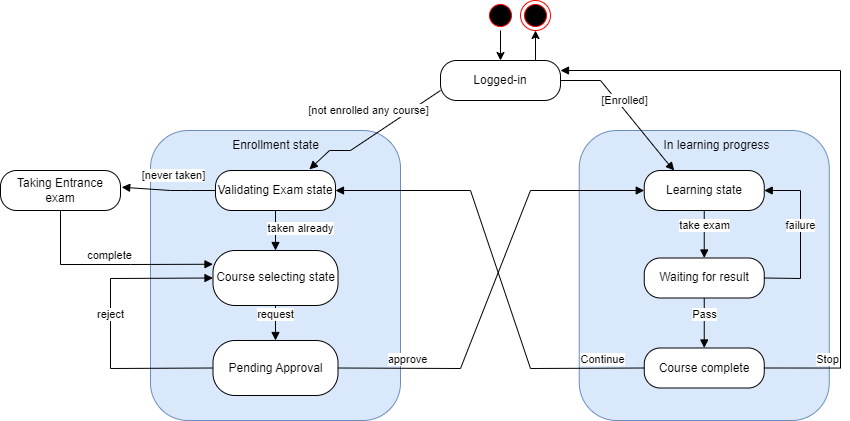 Logged-in
[not enrolled any course]
[Enrolled]
Enrollment state
In learning progress
[never taken]
Taking Entrance
exam
Validating Exam state
Learning state
taken already
take exam
failure
complete
Course selecting state
Waiting for result
reject
request
Pass
Pending Approval
approve
Continue
Course complete
Stop